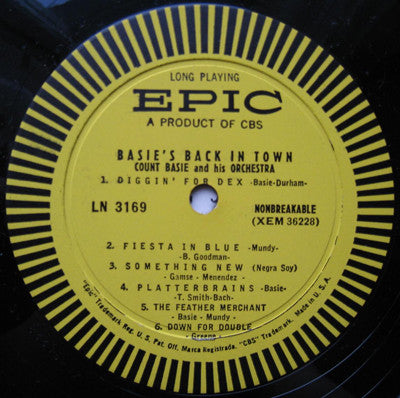 LONG PLAYING
EPIC
A PRODUCT OF CBS
BASIE'S BACK IN TOWN
COUNT BASIE and his ORCHESTRA
1. DIGGIN' FOR DEX -Basie-Durham-
LN 3169
NONBREAKABLE
(XEM 36228)
2. FIESTA IN BLUE -Mundy-
B. Goodman-
3. SOMETHING NEW (Negra Soy)
- Gamse - Menendez -
4. PLATTERBRAINS -Basie-
T. Smith-Bach-
5. THE FEATHER MERCHANT
- Basie - Mundy -
6. DOWN FOR DOUBLE
"Epic" Trademark Reg. U.S. Pat. Off. Marca Registrada. "CBS" Trademark. Made in U.S.A.